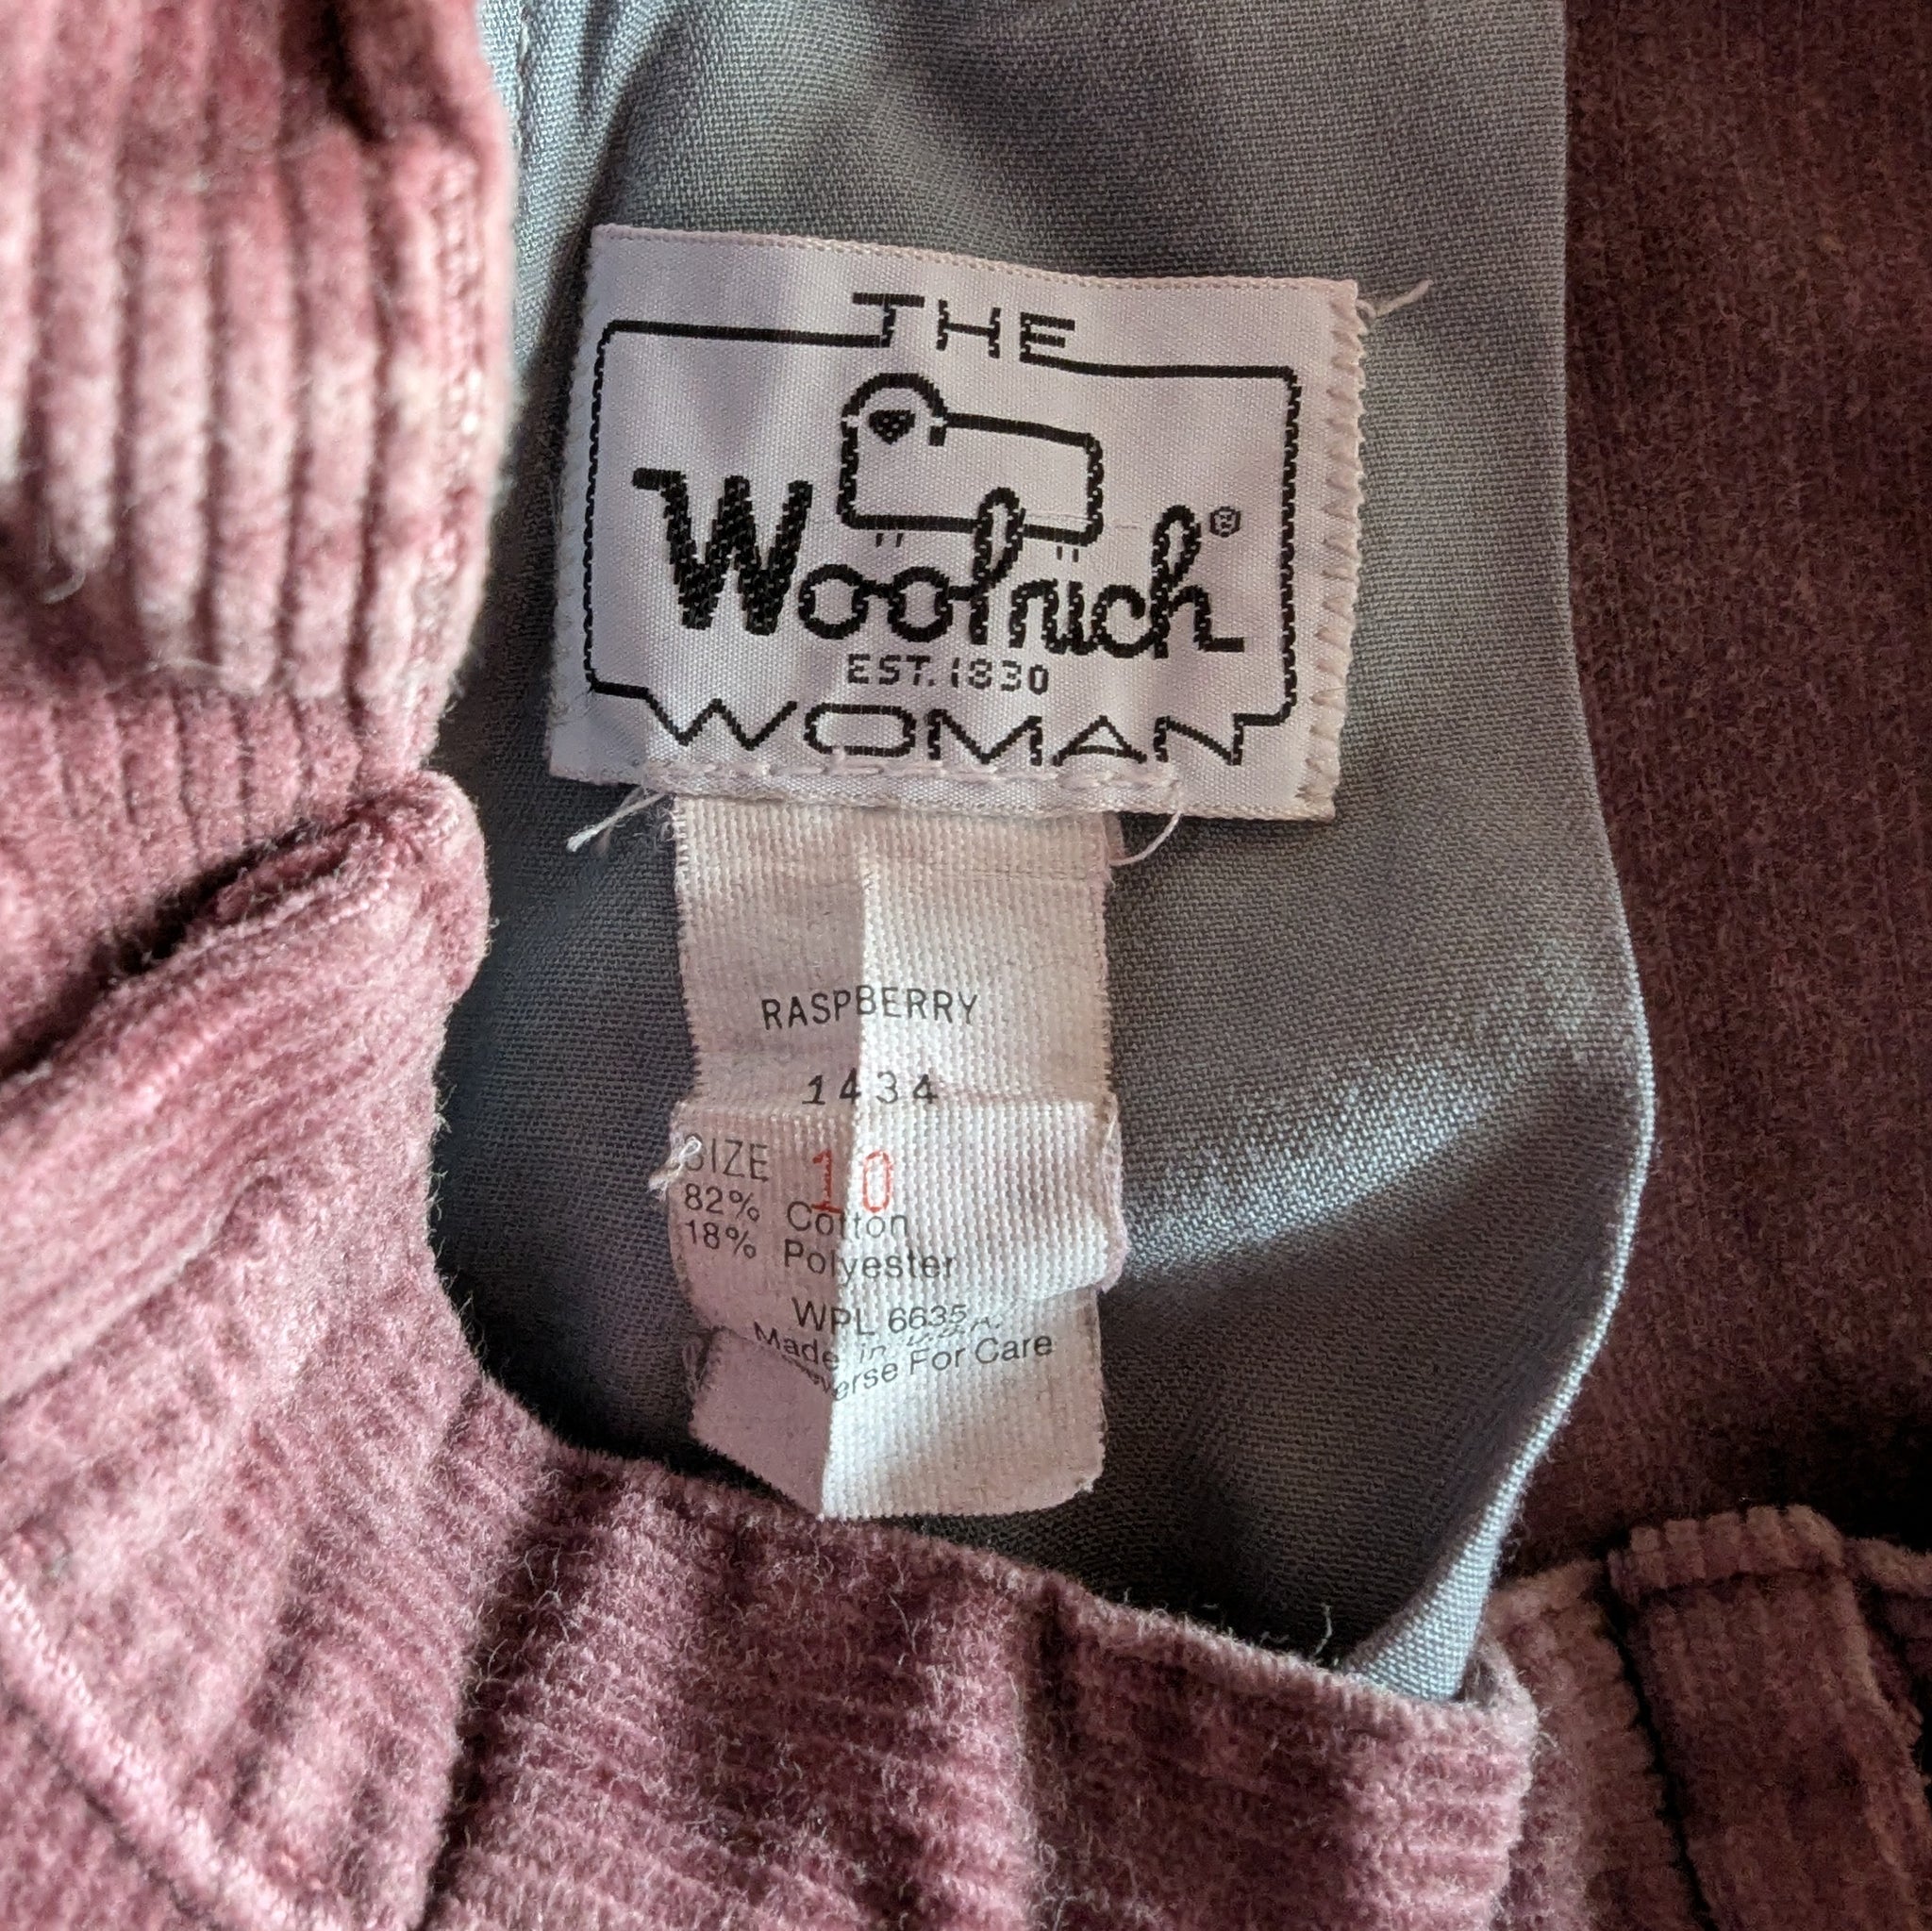 THE
Woolrich®
EST. 1830
WOMAN
RASPBERRY
1434
SIZE 10
82% Cotton
18% Polyester
WPL 6635
Made in
For Care